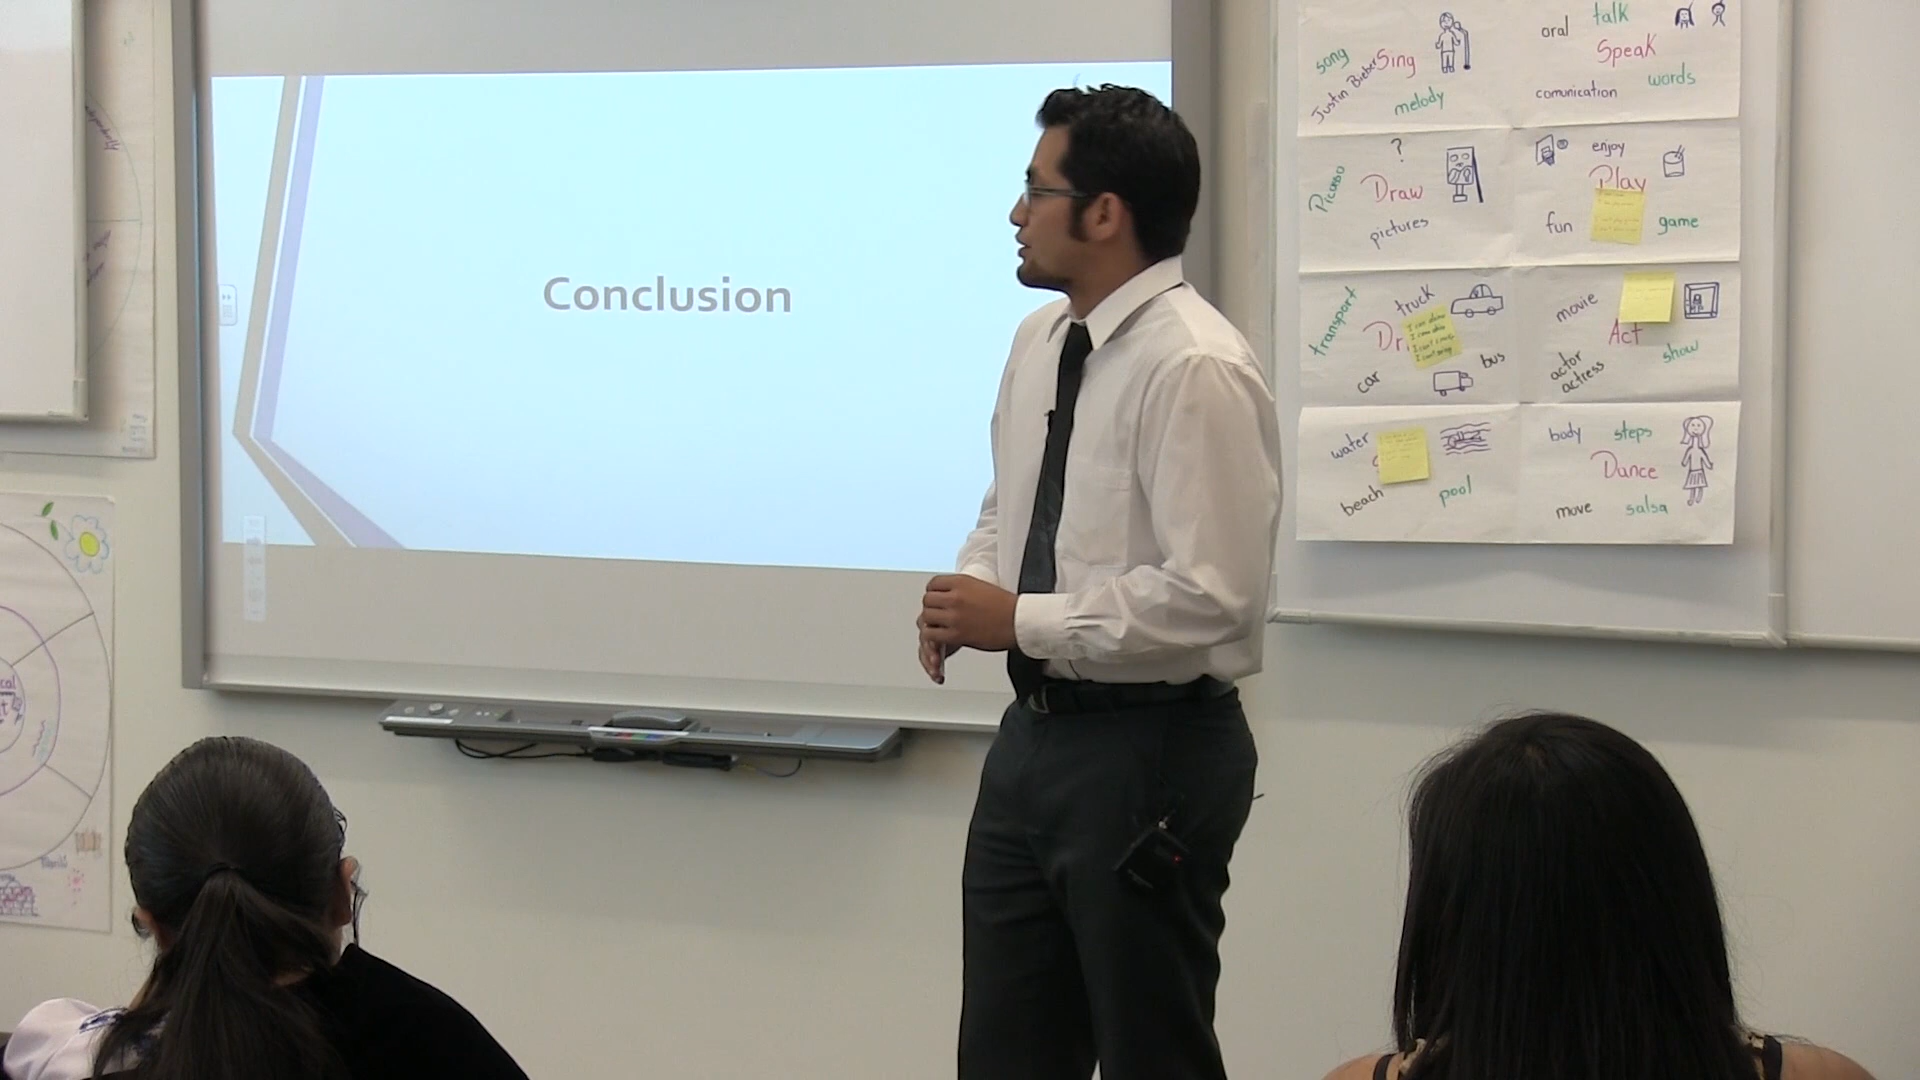 Conclusion
song
Sing
Justin Bieber
melody
oral
talk
Speak
words
comunication
?
Picasso
Draw
pictures
enjoy
Play
fun
game
transport
truck
car
bus
movie
Act
actor
actress
show
water
beach
pool
body
steps
Dance
move
salsa